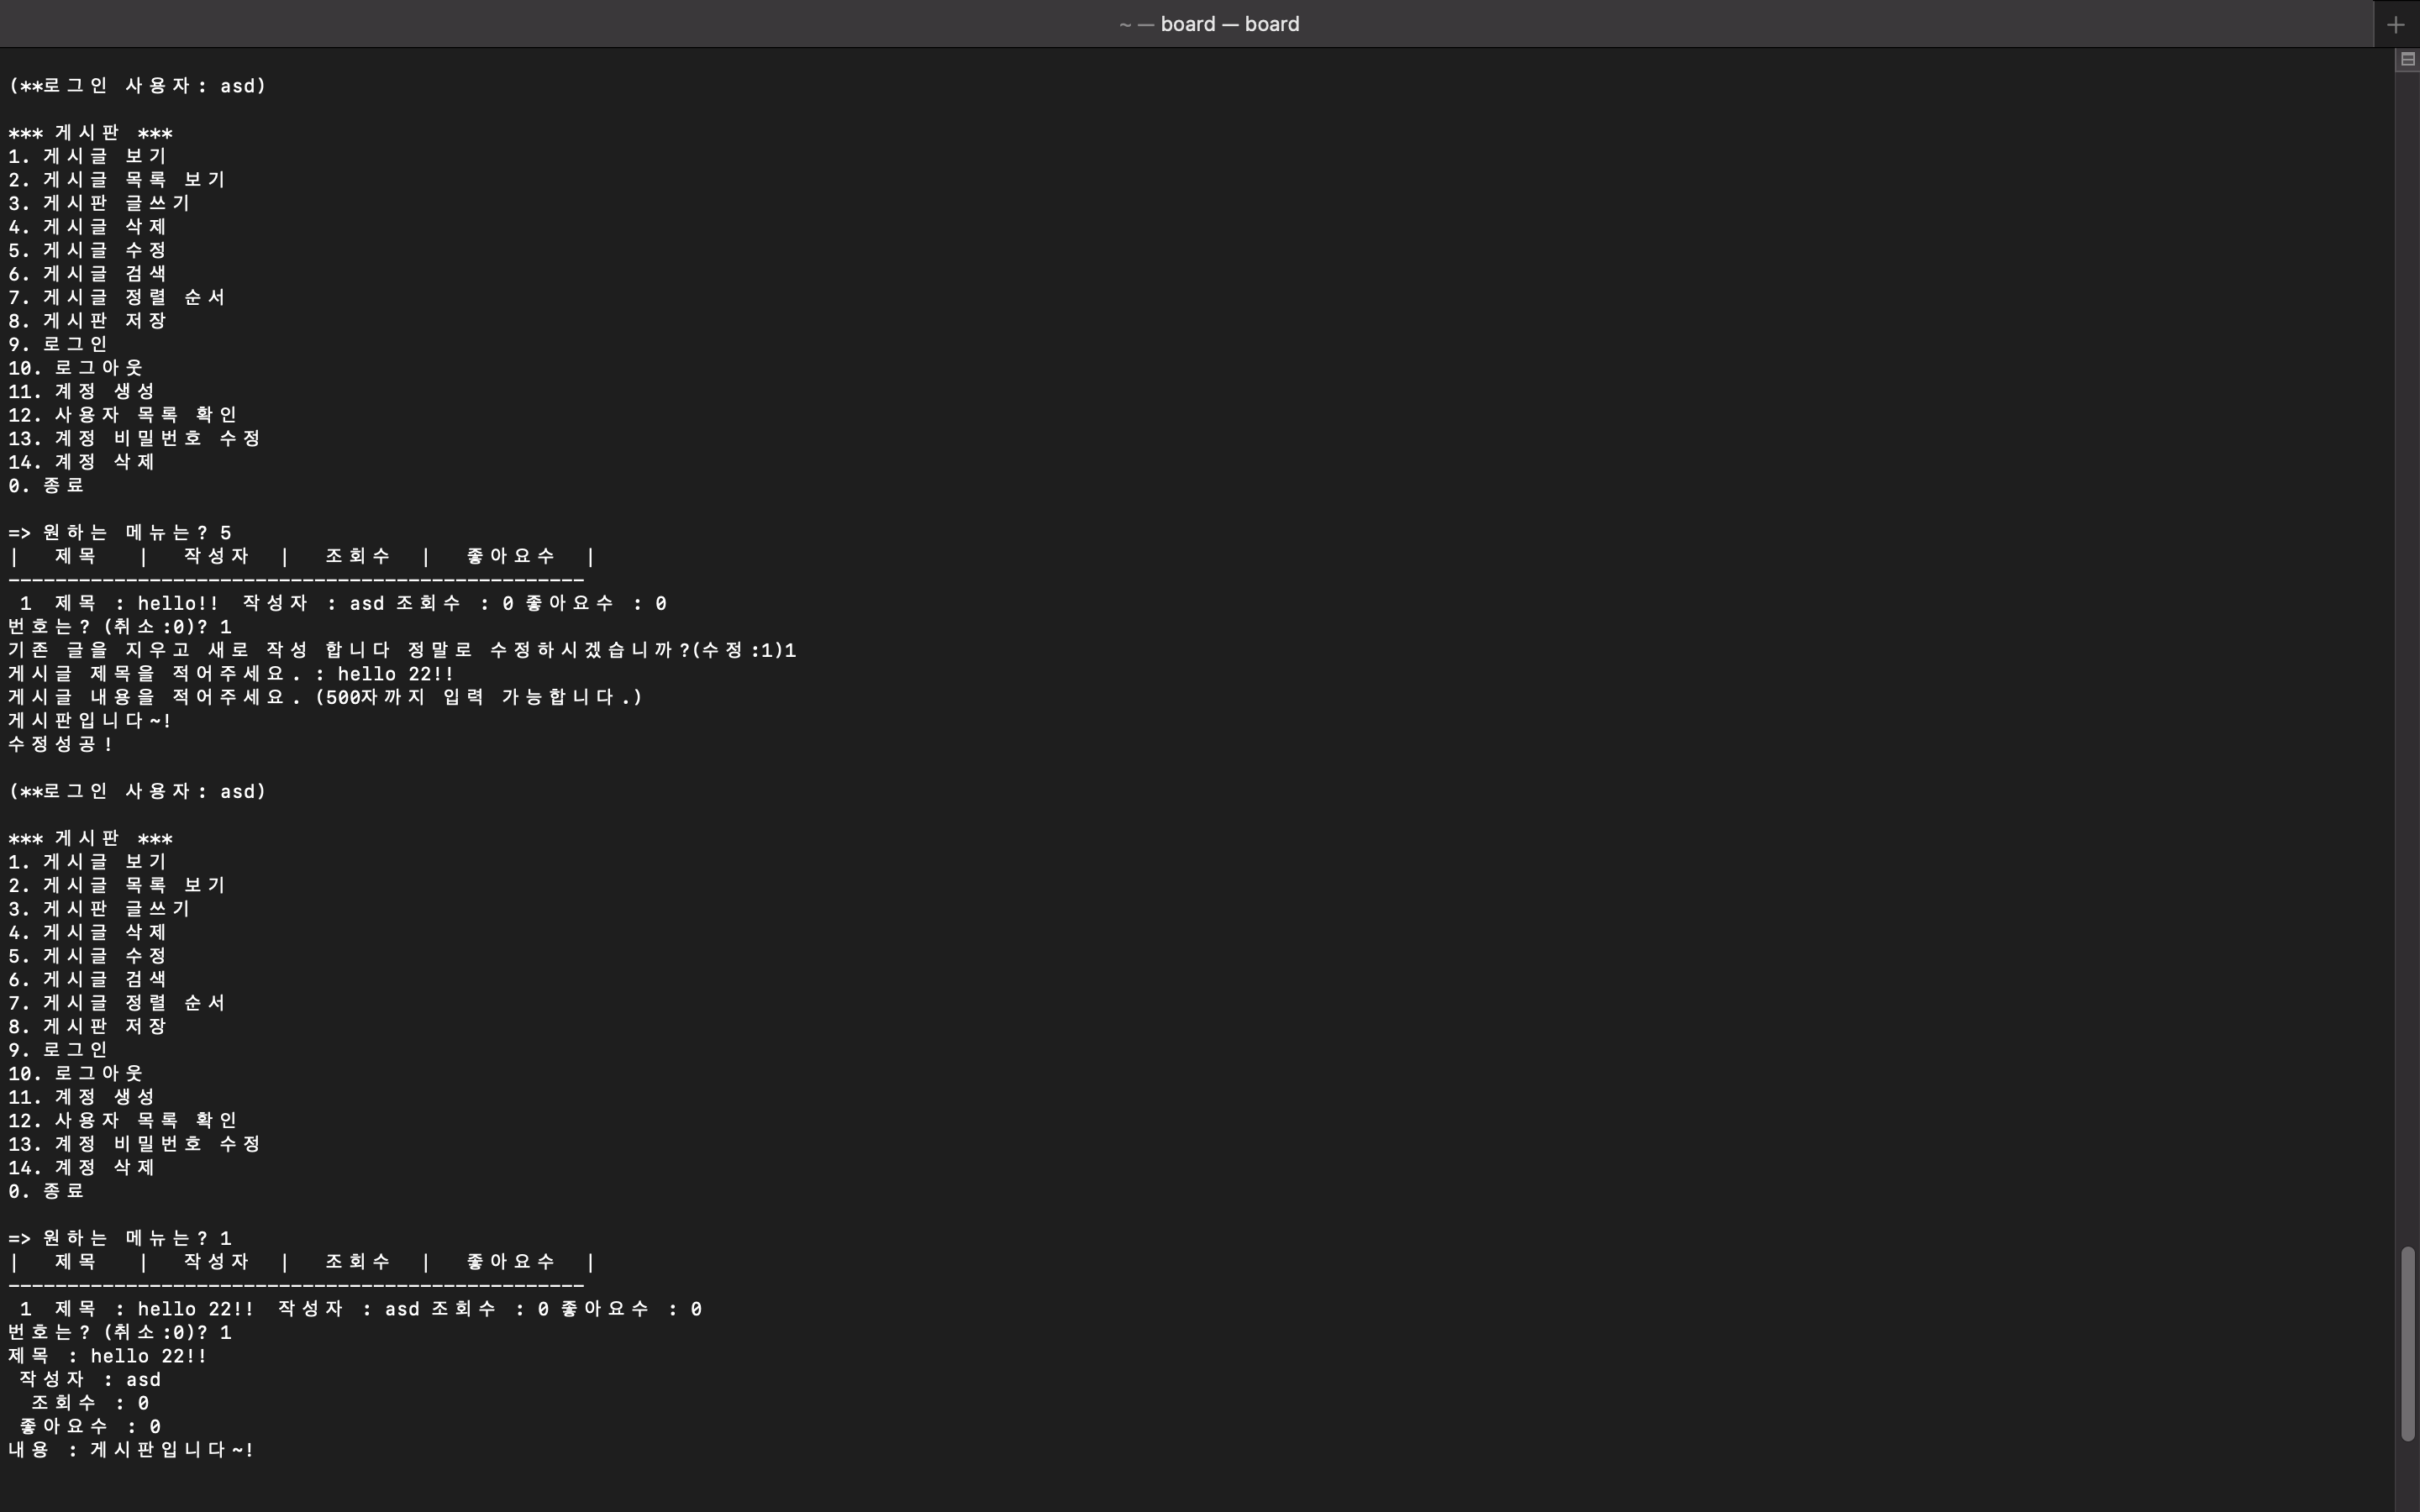 ~ — board — board
(**로그인 사용자: asd)
*** 게시판 ***
1. 게시글 보기
2. 게시글 목록 보기
3. 게시판 글쓰기
4. 게시글 삭제
5. 게시글 수정
6. 게시글 검색
7. 게시글 정렬 순서
8. 게시판 저장
9. 로그인
10. 로그아웃
11. 계정 생성
12. 사용자 목록 확인
13. 계정 비밀번호 수정
14. 계정 삭제
0. 종료
=> 원하는 메뉴는? 5
|   제목   |   작성자   |   조회수   |   좋아요수   |
-------------------------------------------------
 1  제목 : hello!!  작성자 : asd 조회수 : 0 좋아요수 : 0
번호는? (취소:0)? 1
기존 글을 지우고 새로 작성 합니다 정말로 수정하시겠습니까?(수정:1)1
게시글 제목을 적어주세요. : hello 22!!
게시글 내용을 적어주세요. (500자까지 입력 가능합니다.)
게시판입니다~!
수정성공!
(**로그인 사용자: asd)
*** 게시판 ***
1. 게시글 보기
2. 게시글 목록 보기
3. 게시판 글쓰기
4. 게시글 삭제
5. 게시글 수정
6. 게시글 검색
7. 게시글 정렬 순서
8. 게시판 저장
9. 로그인
10. 로그아웃
11. 계정 생성
12. 사용자 목록 확인
13. 계정 비밀번호 수정
14. 계정 삭제
0. 종료
=> 원하는 메뉴는? 1
|   제목   |   작성자   |   조회수   |   좋아요수   |
-------------------------------------------------
 1  제목 : hello 22!!  작성자 : asd 조회수 : 0 좋아요수 : 0
번호는? (취소:0)? 1
제목 : hello 22!!
 작성자 : asd
  조회수 : 0
 좋아요수 : 0
내용 : 게시판입니다~!